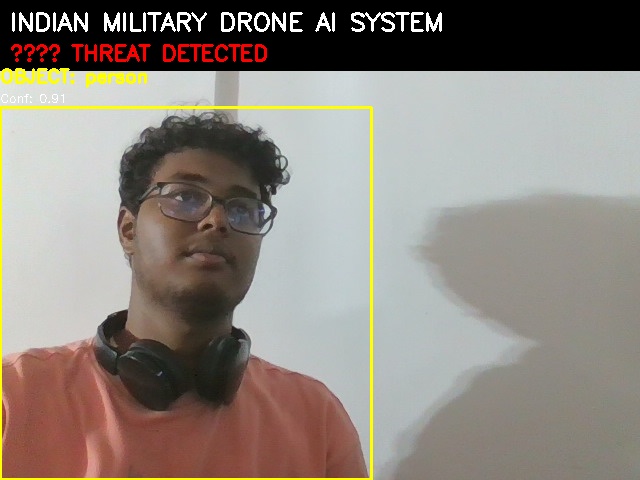 INDIAN MILITARY DRONE AI SYSTEM
???? THREAT DETECTED
OBJECT: person
Conf: 0.91